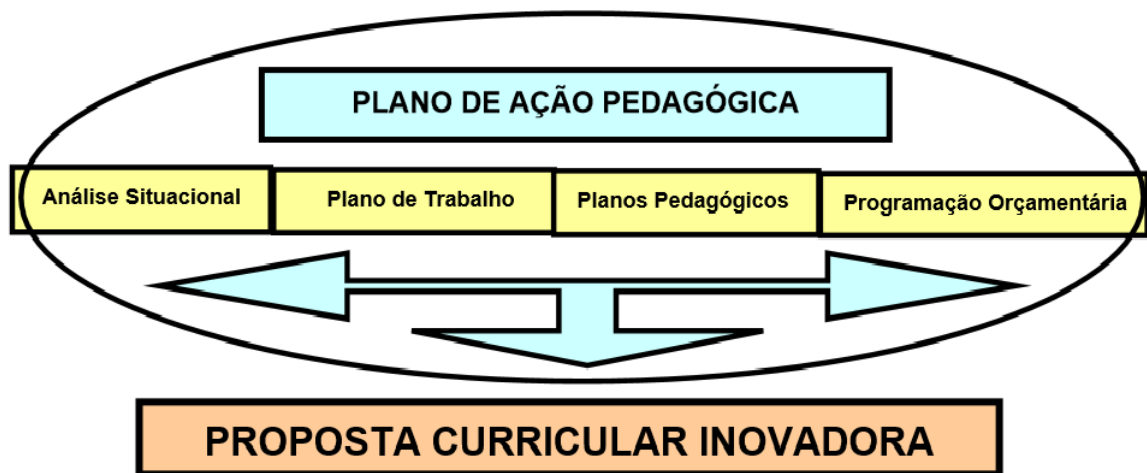 PLANO DE AÇÃO PEDAGÓGICA
Análise Situacional
Plano de Trabalho
Planos Pedagógicos
Programação Orçamentária
PROPOSTA CURRICULAR INOVADORA